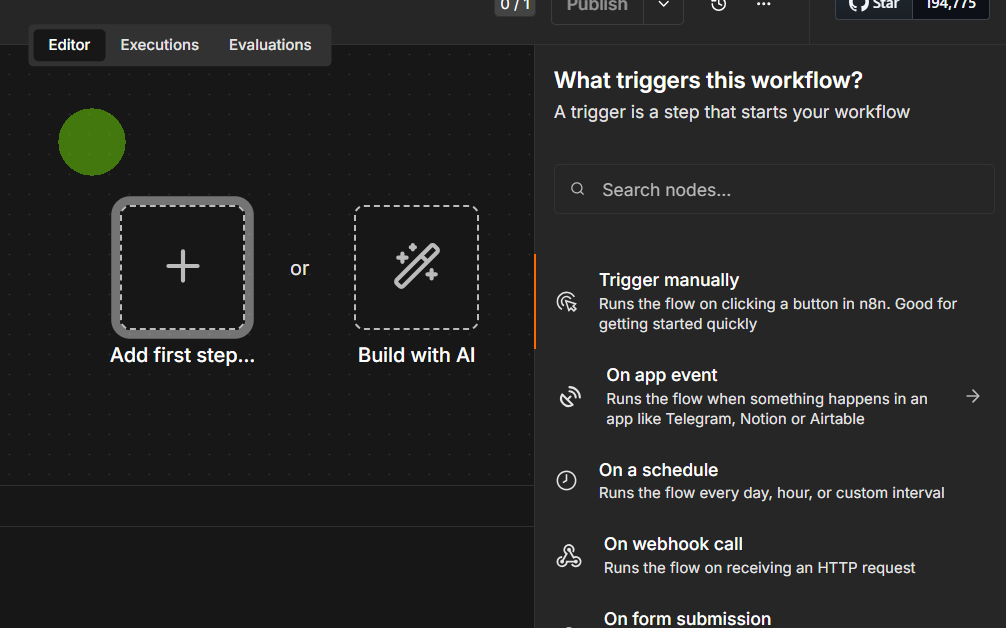 0 / 1
Publish
Star
194,775
Editor
Executions
Evaluations
What triggers this workflow?
A trigger is a step that starts your workflow
Search nodes...
or
Add first step...
Build with AI
Trigger manually
Runs the flow on clicking a button in n8n. Good for
getting started quickly
On app event
Runs the flow when something happens in an
app like Telegram, Notion or Airtable
On a schedule
Runs the flow every day, hour, or custom interval
On webhook call
Runs the flow on receiving an HTTP request
On form submission